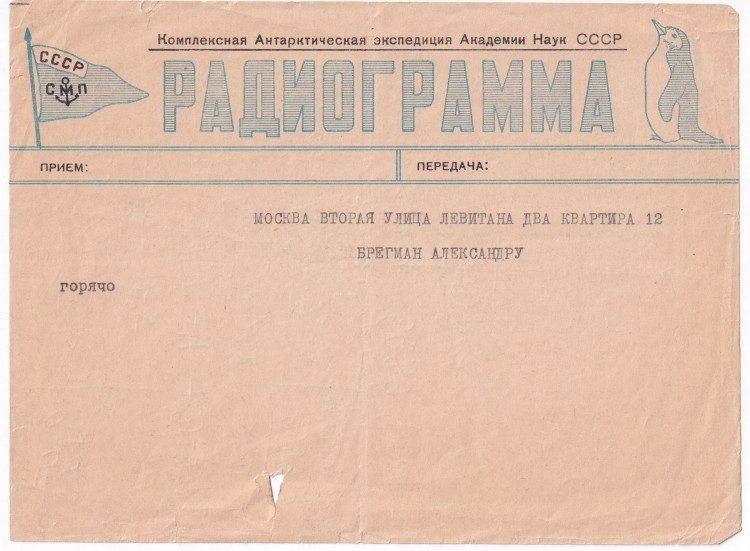 Комплексная Антарктическая экспедиция Академии Наук СССР
СССР
СМП
РАДИОГРАММА
ПРИЕМ:
ПЕРЕДАЧА:
МОСКВА ВТОРАЯ УЛИЦА ЛЕВИТАНА ДВА КВАРТИРА 12
БРЕГМАН АЛЕКСАНДРУ
горячо